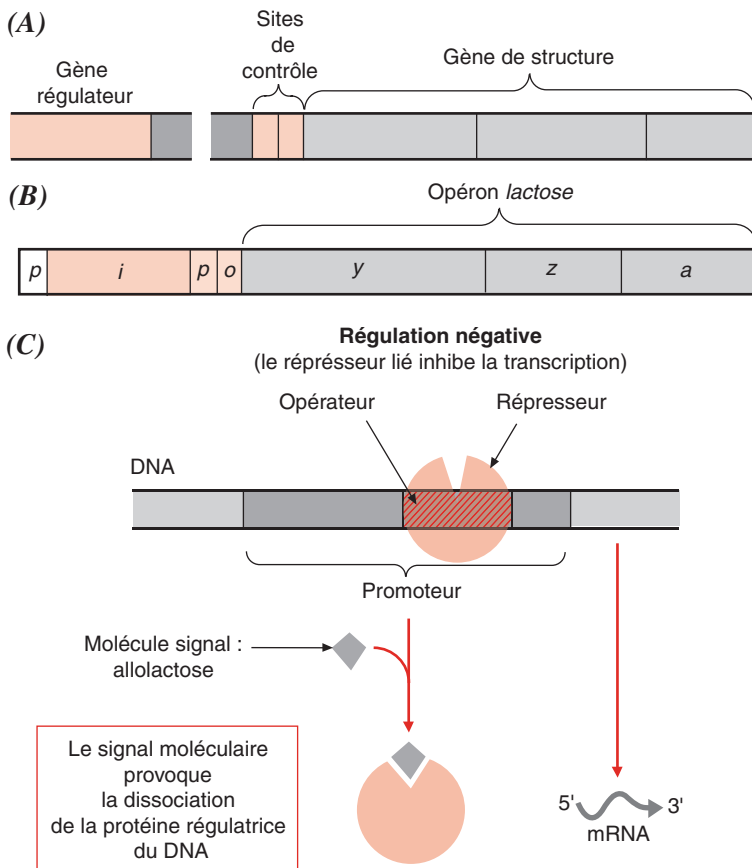 (A)
Sites
de
contrôle
Gène
régulateur
Gène de structure
(B)
Opéron lactose
p i p o y z a
(C)
Régulation négative
(le réprésseur lié inhibe la transcription)
Opérateur
Répresseur
DNA
Promoteur
Molécule signal :
allolactose
Le signal moléculaire
provoque
la dissociation
de la protéine régulatrice
du DNA
5' 3'
mRNA